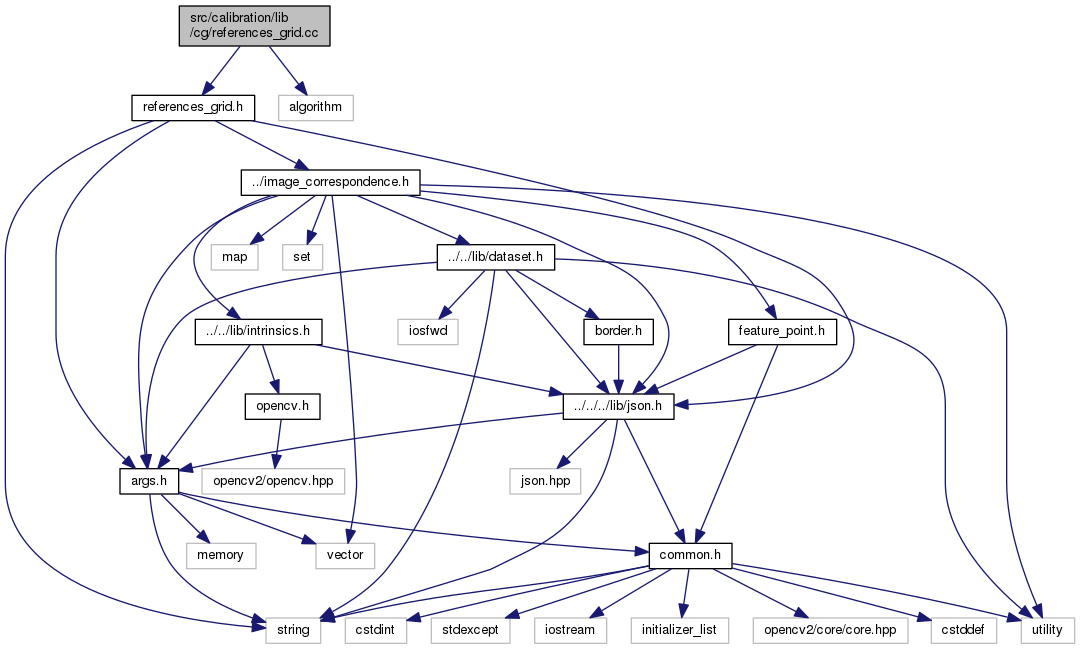 src/calibration/lib
/cg/references_grid.cc
references_grid.h
algorithm
../image_correspondence.h
map
set
../../lib/dataset.h
../../lib/intrinsics.h
iosfwd
border.h
feature_point.h
opencv.h
../../../lib/json.h
args.h
opencv2/opencv.hpp
json.hpp
memory
vector
common.h
string
cstdint
stdexcept
iostream
initializer_list
opencv2/core/core.hpp
cstddef
utility